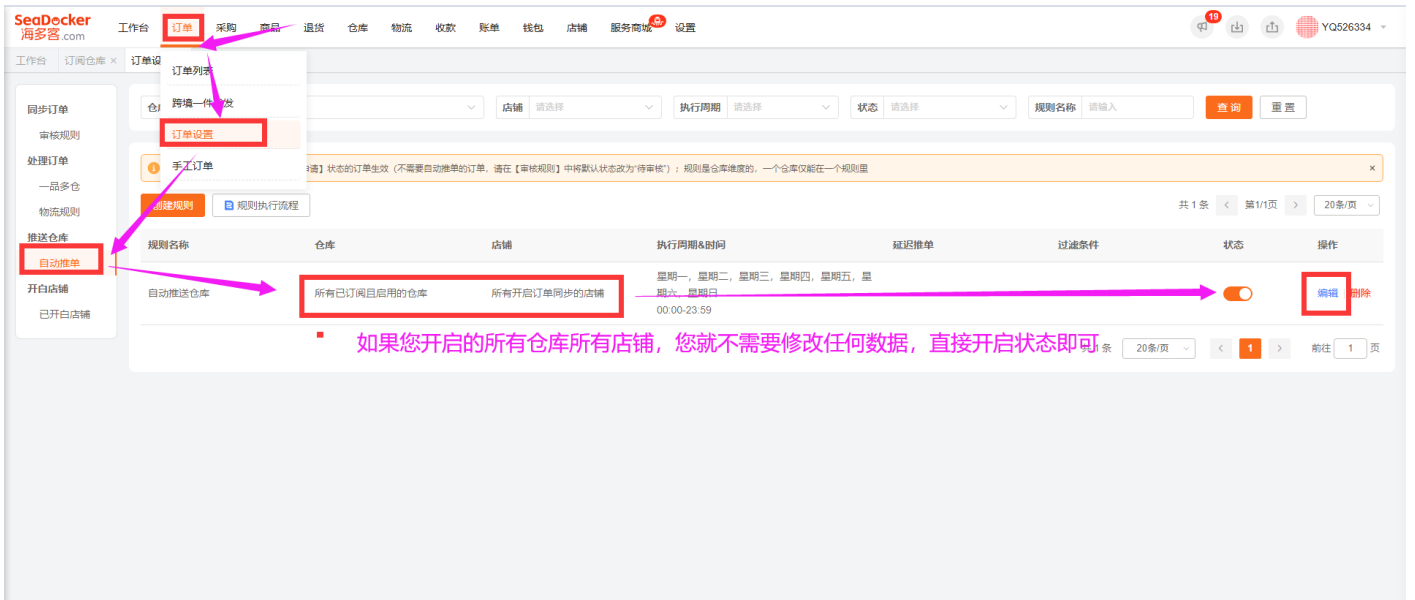 SeaDocker
海多客.com
工作台 订单 采购 商品 退货 仓库 物流 收款 账单 钱包 店铺 服务商城 设置
19
YQ526334
工作台 订阅仓库 × 订单设
订单列表
跨境一件 发
订单设置
手工订单
同步订单
审核规则
处理订单
一品多仓
物流规则
推送仓库
自动推单
开白店铺
已开白店铺
店铺 请选择 执行周期 请选择 状态 请选择 规则名称 请输入 查询 重置
请】状态的订单生效（不需要自动推单的订单，请在【审核规则】中将默认状态改为"待审核"）；规则是仓库维度的，一个仓库仅能在一个规则里 ×
创建规则 规则执行流程 共1条 < 第1/1页 > 20条/页
规则名称 仓库 店铺 执行周期&时间 延迟推单 过滤条件 状态 操作
自动推送仓库 所有已订阅且启用的仓库 所有开启订单同步的店铺 星期一，星期二，星期三，星期四，星期五，星
期六，星期日
00:00-23:59
编辑 删除
如果您开启的所有仓库所有店铺，您就不需要修改任何数据，直接开启状态即可
条 20条/页 < 1 > 前往 1 页